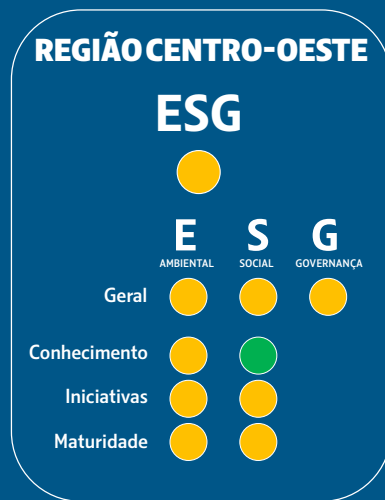 REGIÃO CENTRO-OESTE
ESG
E S G
AMBIENTAL SOCIAL GOVERNANÇA
Geral
Conhecimento
Iniciativas
Maturidade